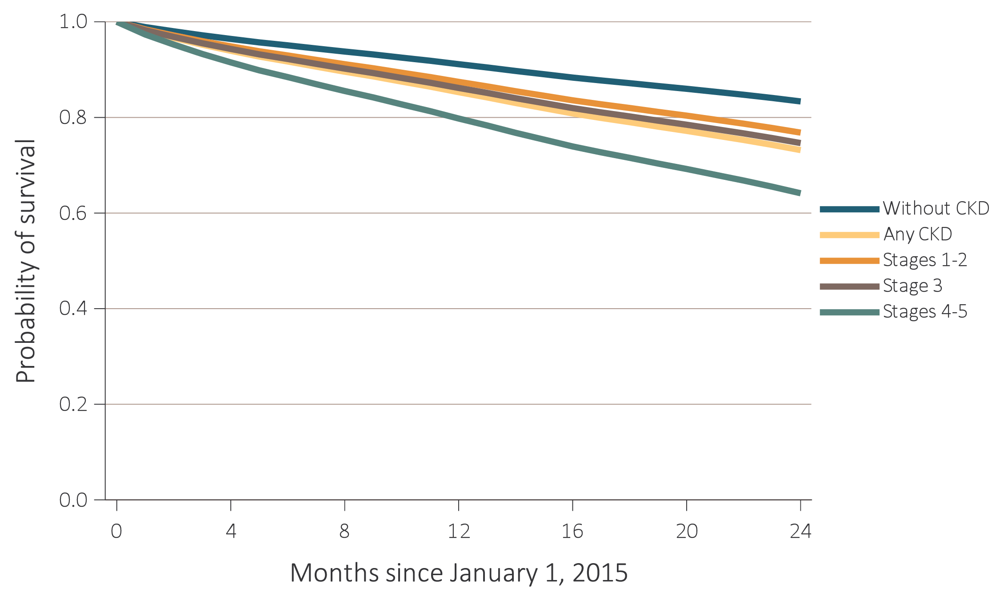 Probability of survival
1.0
0.8
0.6
0.4
0.2
0.0
0 4 8 12 16 20 24
Months since January 1, 2015
Without CKD
Any CKD
Stages 1-2
Stage 3
Stages 4-5